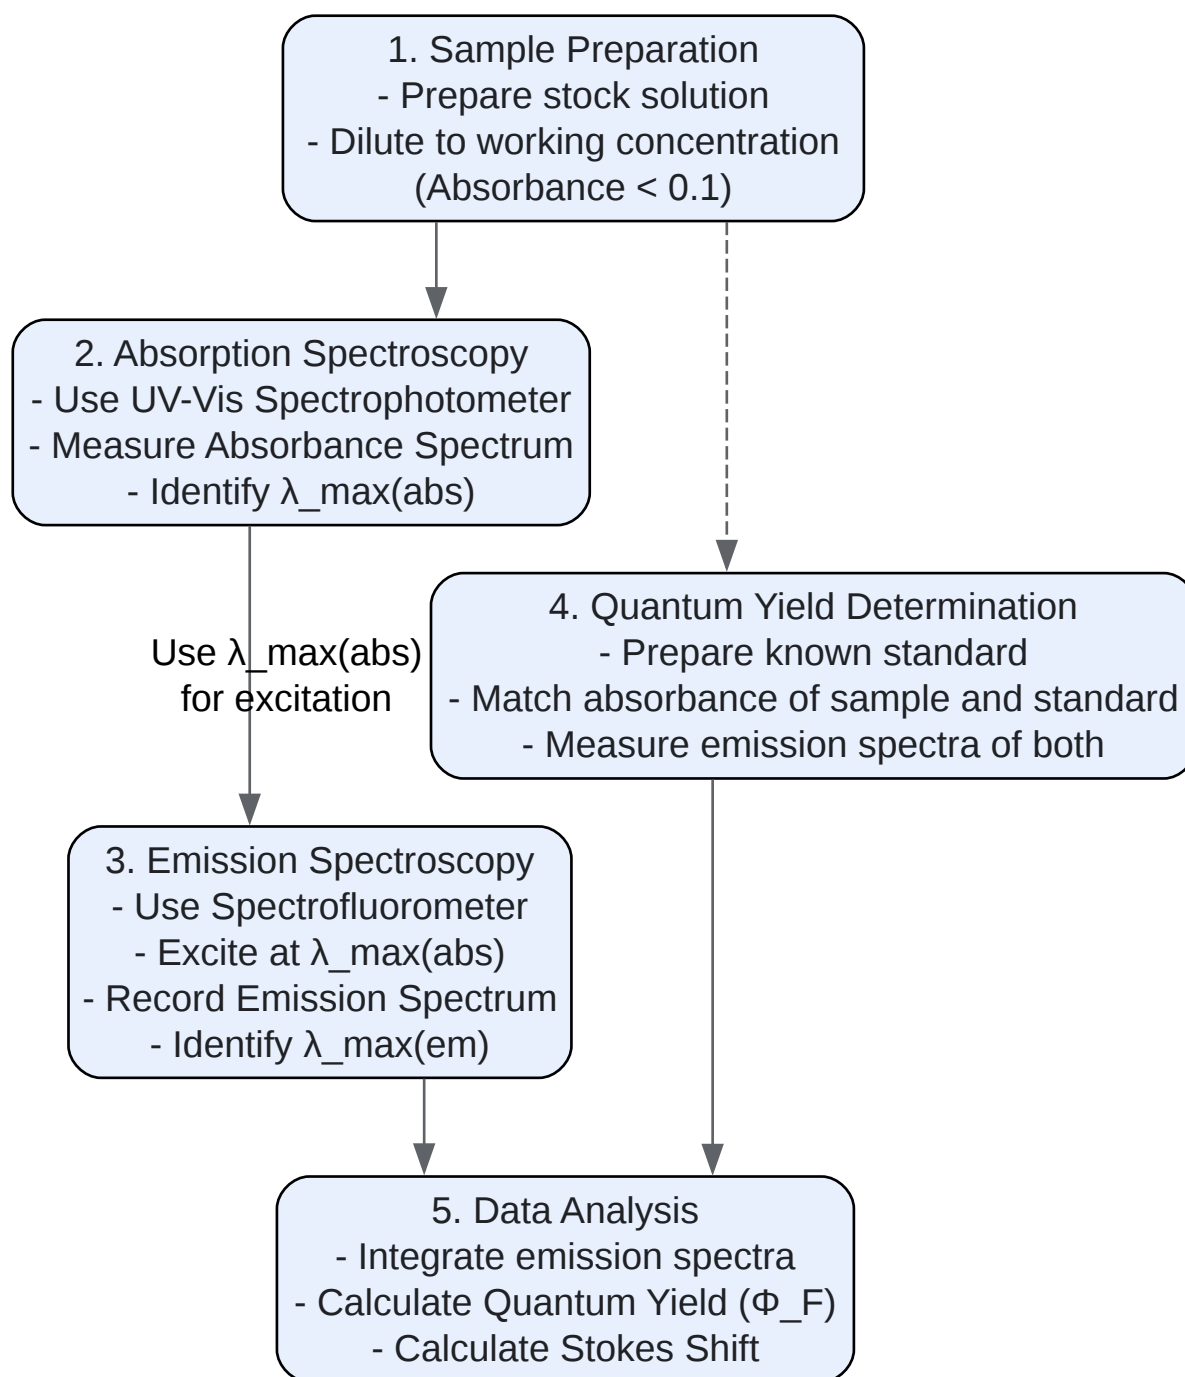 1. Sample Preparation
- Prepare stock solution
- Dilute to working concentration
(Absorbance < 0.1)
2. Absorption Spectroscopy
- Use UV-Vis Spectrophotometer
- Measure Absorbance Spectrum
- Identify λ_max(abs)
Use λ_max(abs)
for excitation
4. Quantum Yield Determination
- Prepare known standard
- Match absorbance of sample and standard
- Measure emission spectra of both
3. Emission Spectroscopy
- Use Spectrofluorometer
- Excite at λ_max(abs)
- Record Emission Spectrum
- Identify λ_max(em)
5. Data Analysis
- Integrate emission spectra
- Calculate Quantum Yield (Φ_F)
- Calculate Stokes Shift